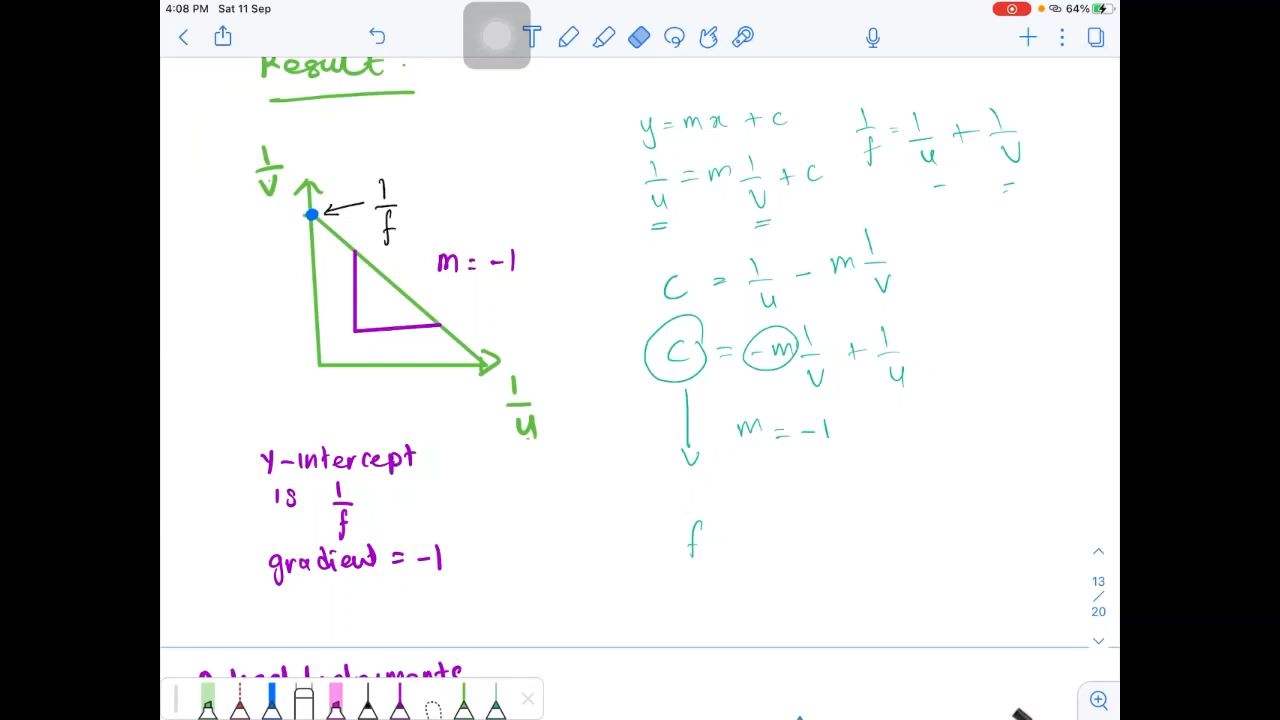 4:08 PM Sat 11 Sep
64%
Result.
1/v
1/f
m = -1
1/u
y-intercept
is 1/f
gradient = -1
y = mx + c
1/u = m 1/v + c
1/f = 1/u + 1/v
c = 1/u - m 1/v
c = -m 1/v + 1/u
m = -1
f
13
/
20